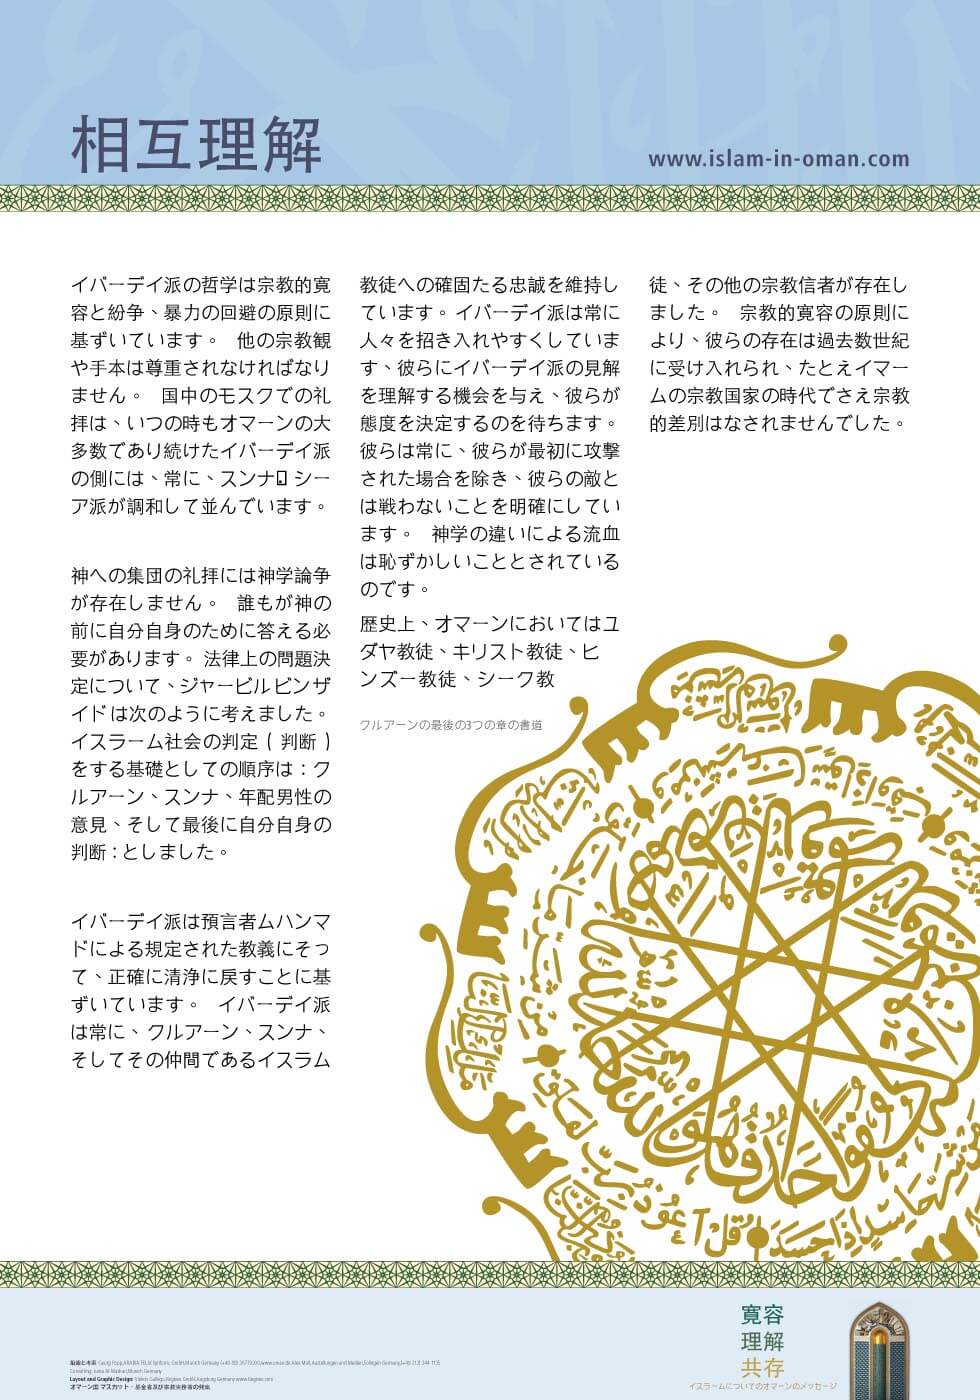 相互理解
www.islam-in-oman.com
イバーデイ派の哲学は宗教的寛
容と紛争、暴力の回避の原則に
基ずいています。 他の宗教観
や手本は尊重されなければなり
ません。 国中のモスクでの礼
拝は、いつの時もオマーンの大
多数であり続けたイバーデイ派
の側には、常に、スンナ シー
ア派が調和して並んでいます。
神への集団の礼拝には神学論争
が存在しません。 誰もが神の
前に自分自身のために答える必
要があります。 法律上の問題決
定について、ジャービルビンザ
イドは次のように考えました。
イスラーム社会の判定 ( 判断 )
をする基礎としての順序は:ク
ルアーン、スンナ、年配男性の
意見、そして最後に自分自身の
判断:としました。
イバーデイ派は預言者ムハンマ
ドによる規定された教義にそっ
て、正確に清浄に戻すことに基
ずいています。 イバーデイ派
は常に、クルアーン、スンナ、
そしてその仲間であるイスラム
教徒への確固たる忠誠を維持し
ています。イバーデイ派は常に
人々を招き入れやすくしていま
す、彼らにイバーデイ派の見解
を理解する機会を与え、彼らが
態度を決定するのを待ちます。
彼らは常に、彼らが最初に攻撃
された場合を除き、彼らの敵と
は戦わないことを明確にしてい
ます。 神学の違いによる流血
は恥ずかしいこととされている
のです。
歴史上、オマーンにおいてはユ
ダヤ教徒、キリスト教徒、ヒ
ンズー教徒、シーク教
クルアーンの最後の3つの章の書道
徒、その他の宗教信者が存在し
ました。 宗教的寛容の原則に
より、彼らの存在は過去数世紀
に受け入れられ、たとえイマー
ムの宗教国家の時代でさえ宗教
的差別はなされませんでした。
寛容
理解
共存
イスラームについてのオマーンのメッセージ